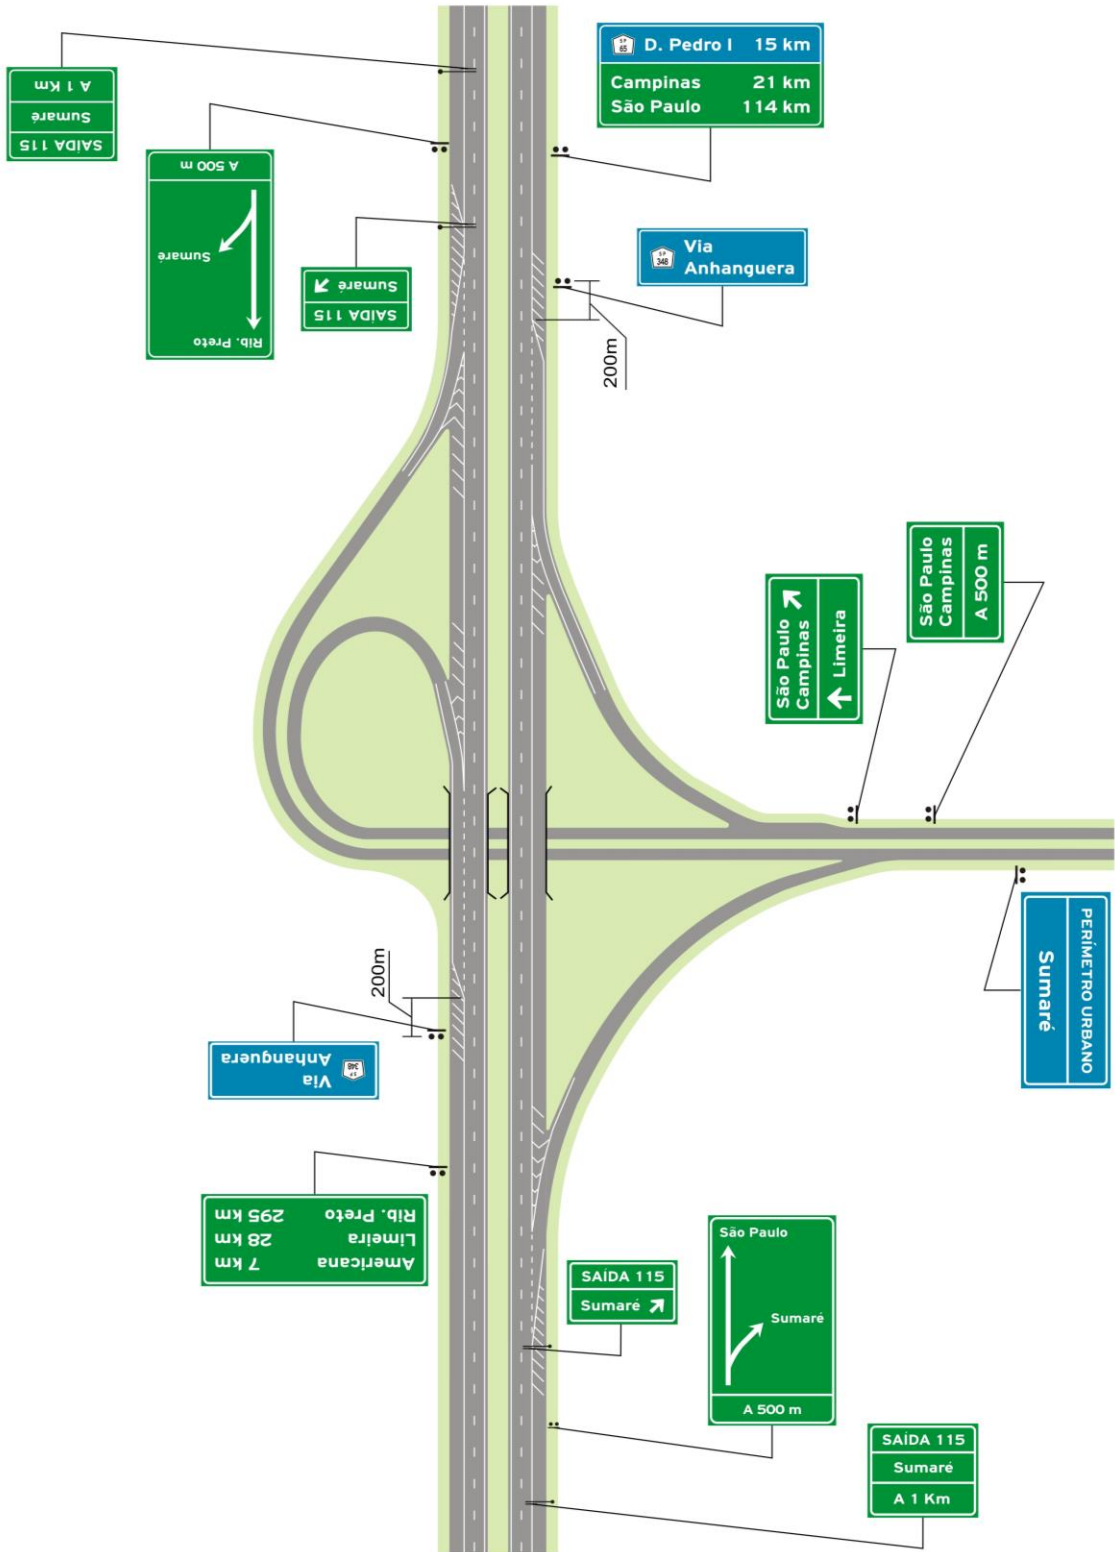 SP
65
D. Pedro I 15 km
Campinas 21 km
São Paulo 114 km
SAÍDA 115
Sumaré
A 1 Km
Rib. Preto
Sumaré
A 500 m
SAÍDA 115
Sumaré
SP
348
Via
Anhanguera
200m
São Paulo
Campinas
A 500 m
São Paulo
Campinas
Limeira
PERÍMETRO URBANO
Sumaré
200m
Via
Anhanguera
SP
348
Americana 7 km
Limeira 28 km
Rib. Preto 295 km
São Paulo
Sumaré
A 500 m
SAÍDA 115
Sumaré
SAÍDA 115
Sumaré
A 1 Km